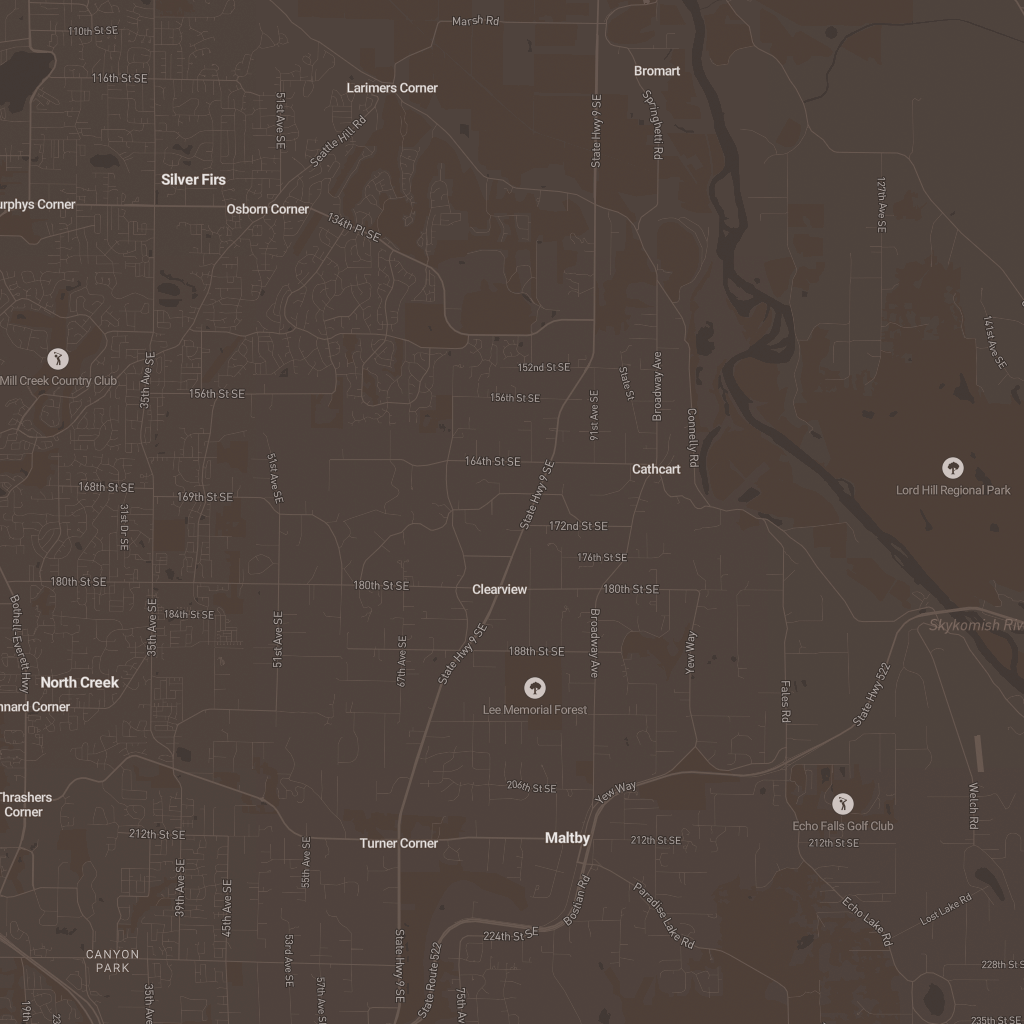 Marsh Rd
110th St SE
Bromart
116th St SE
Larimers Corner
51st Ave SE
Seattle Hill Rd
State Hwy 9 SE
Springhetti Rd
Silver Firs
Osborn Corner
134th Pl SE
127th Ave SE
141st Ave SE
Mill Creek Country Club
35th Ave SE
156th St SE
152nd St SE
156th St SE
State St
Broadway Ave
91st Ave SE
Connelly Rd
164th St SE
Cathcart
Lord Hill Regional Park
51st Ave SE
168th St SE
169th St SE
State Hwy 9 SE
31st Dr SE
172nd St SE
176th St SE
180th St SE
180th St SE
Clearview
180th St SE
184th St SE
Bothell-Everett Hwy
35th Ave SE
51st Ave SE
67th Ave SE
State Hwy 9 SE
188th St SE
Broadway Ave
Yew Way
Skykomish Riv
North Creek
Lee Memorial Forest
Fales Rd
State Hwy 522
206th St SE
Yew Way
Thrashers
Corner
Echo Falls Golf Club
Welch Rd
212th St SE
Turner Corner
Maltby
212th St SE
212th St SE
55th Ave SE
39th Ave SE
45th Ave SE
Bostian Rd
Paradise Lake Rd
Echo Lake Rd
Lost Lake Rd
224th St SE
CANYON
PARK
53rd Ave SE
State Hwy 9 SE
State Route 522
228th St S
35th Ave
57th Ave S
75th Av
19th
235th St SE